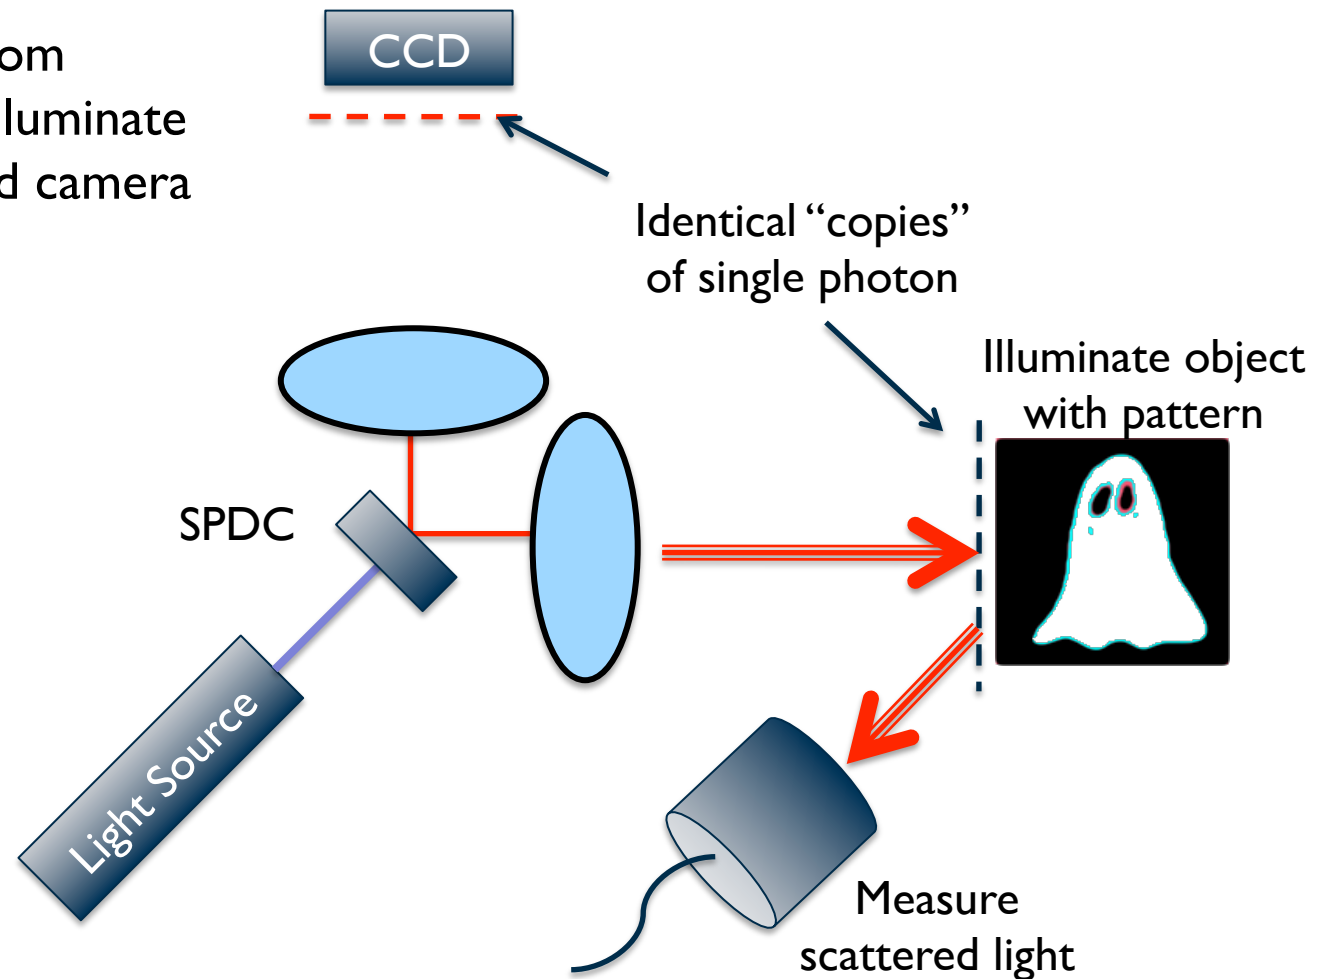 CCD
om
luminate
d camera
Identical “copies”
of single photon
Illuminate object
with pattern
SPDC
Light Source
Measure
scattered light